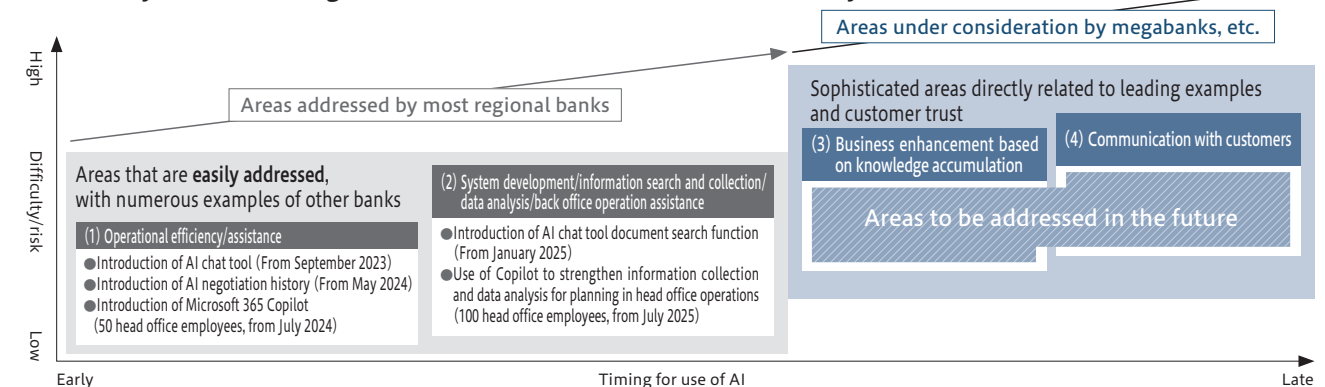 Areas under consideration by megabanks, etc.
High
Difficulty/risk
Low
Areas addressed by most regional banks
Areas that are easily addressed,
with numerous examples of other banks
(1) Operational efficiency/assistance
●Introduction of AI chat tool (From September 2023)
●Introduction of AI negotiation history (From May 2024)
●Introduction of Microsoft 365 Copilot
(50 head office employees, from July 2024)
(2) System development/information search and collection/
data analysis/back office operation assistance
●Introduction of AI chat tool document search function
(From January 2025)
●Use of Copilot to strengthen information collection
and data analysis for planning in head office operations
(100 head office employees, from July 2025)
Sophisticated areas directly related to leading examples
and customer trust
(3) Business enhancement based
on knowledge accumulation
(4) Communication with customers
Areas to be addressed in the future
Early
Timing for use of AI
Late